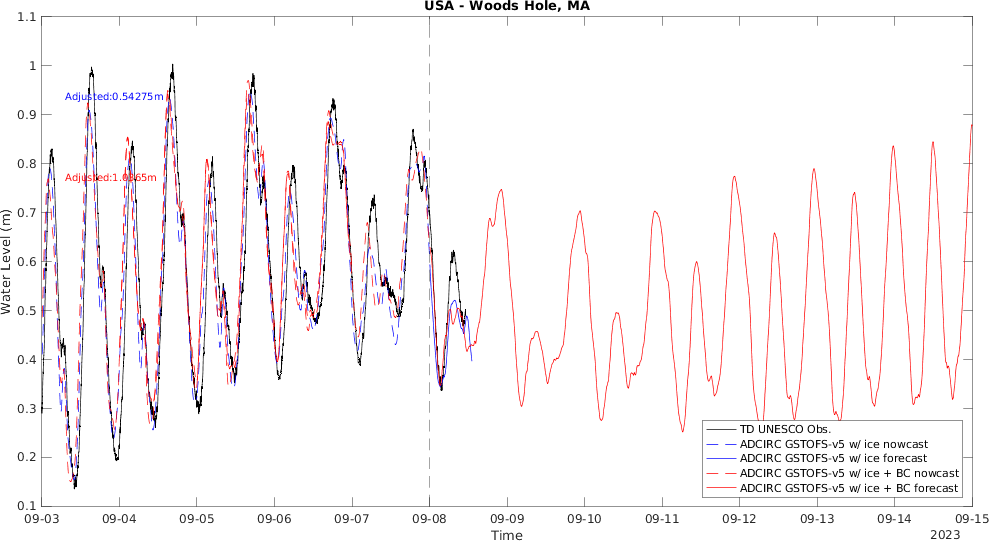 USA - Woods Hole, MA
1.1
1
0.9
0.8
0.7
0.6
0.5
0.4
0.3
0.2
0.1
Water Level (m)
Adjusted:0.54275m
Adjusted:1.0365m
TD UNESCO Obs.
ADCIRC GSTOFS-v5 w/ ice nowcast
ADCIRC GSTOFS-v5 w/ ice forecast
ADCIRC GSTOFS-v5 w/ ice + BC nowcast
ADCIRC GSTOFS-v5 w/ ice + BC forecast
09-03 09-04 09-05 09-06 09-07 09-08 09-09 09-10 09-11 09-12 09-13 09-14 09-15
Time
2023